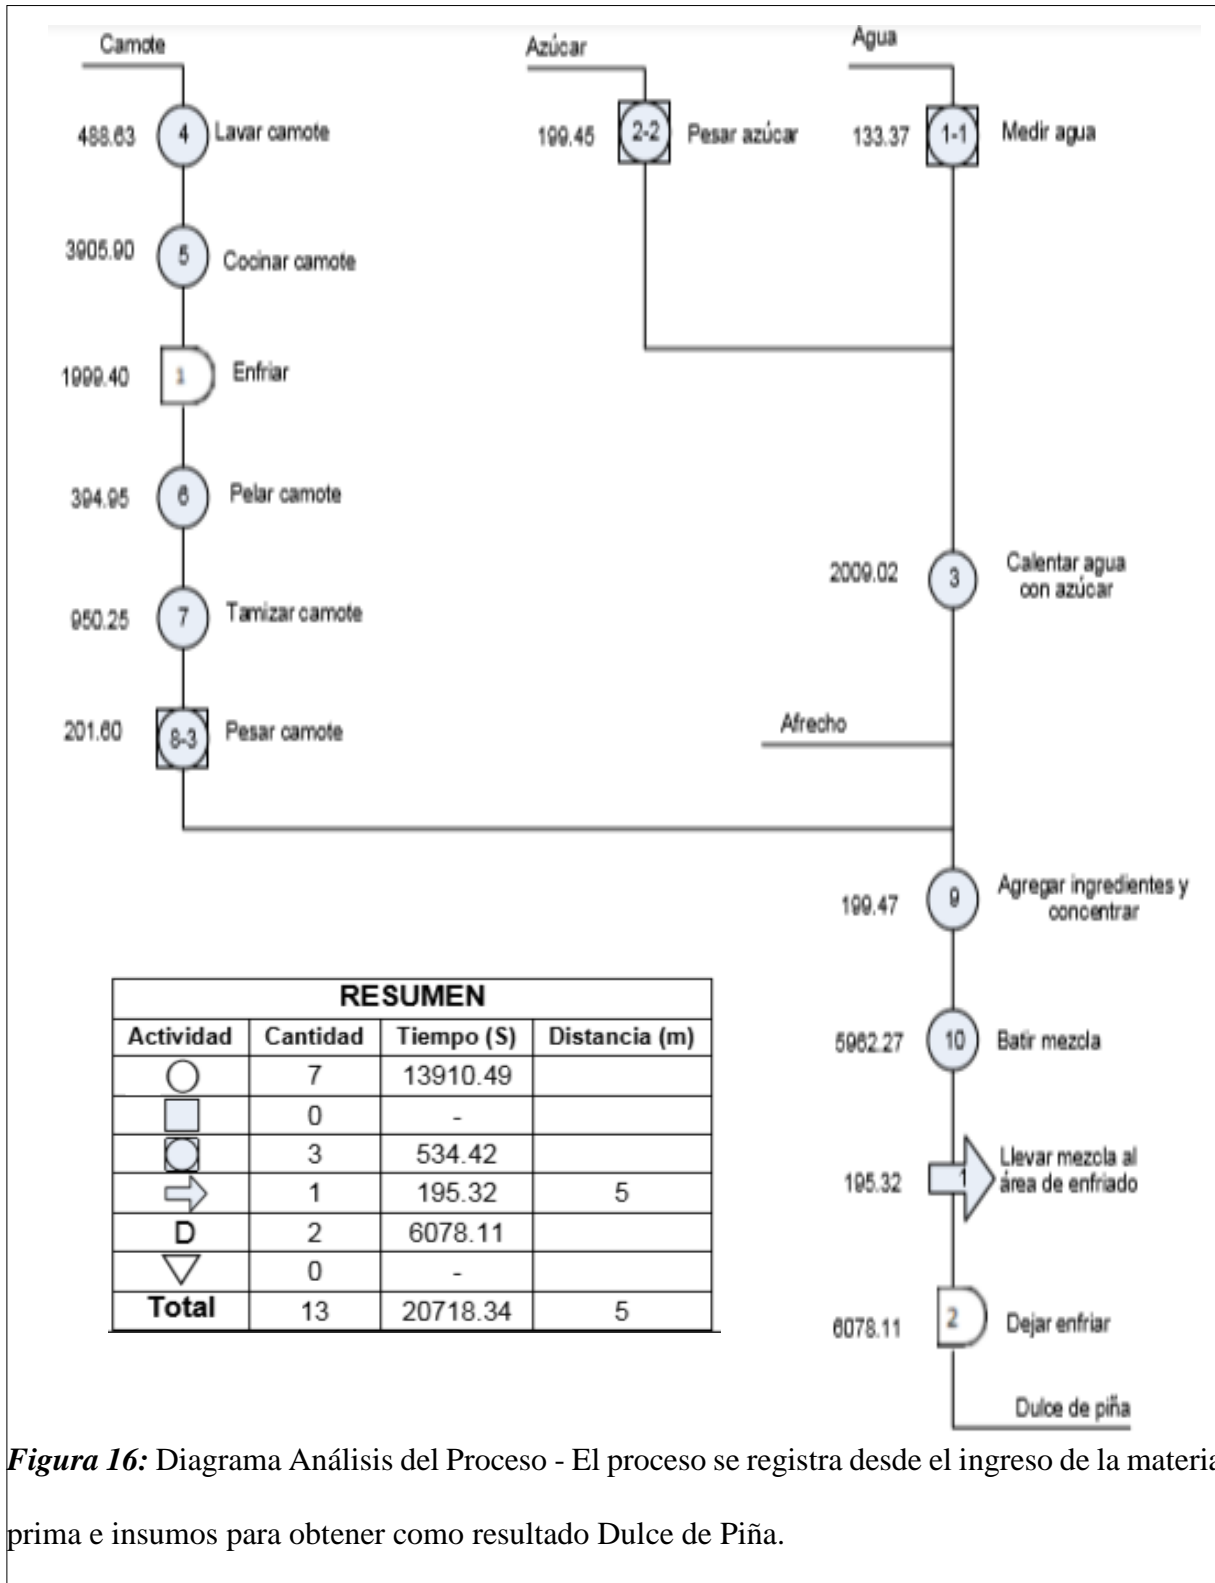 Camote
Azúcar
Agua
488.63
4
Lavar camote
199.45
2-2
Pesar azúcar
133.37
1-1
Medir agua
3905.90
5
Cocinar camote
1999.40
1
Enfriar
394.95
6
Pelar camote
2009.02
3
Calentar agua
con azúcar
950.25
7
Tamizar camote
201.60
8-3
Pesar camote
Afrecho
199.47
9
Agregar ingredientes y
concentrar
5962.27
10
Batir mezcla
195.32
1
Llevar mezcla al
área de enfriado
6078.11
2
Dejar enfriar
Dulce de piña
RESUMEN
Actividad Cantidad Tiempo (S) Distancia (m)
7 13910.49
0 -
3 534.42
1 195.32 5
D 2 6078.11
0 -
Total 13 20718.34 5
Figura 16: Diagrama Análisis del Proceso - El proceso se registra desde el ingreso de la materia
prima e insumos para obtener como resultado Dulce de Piña.